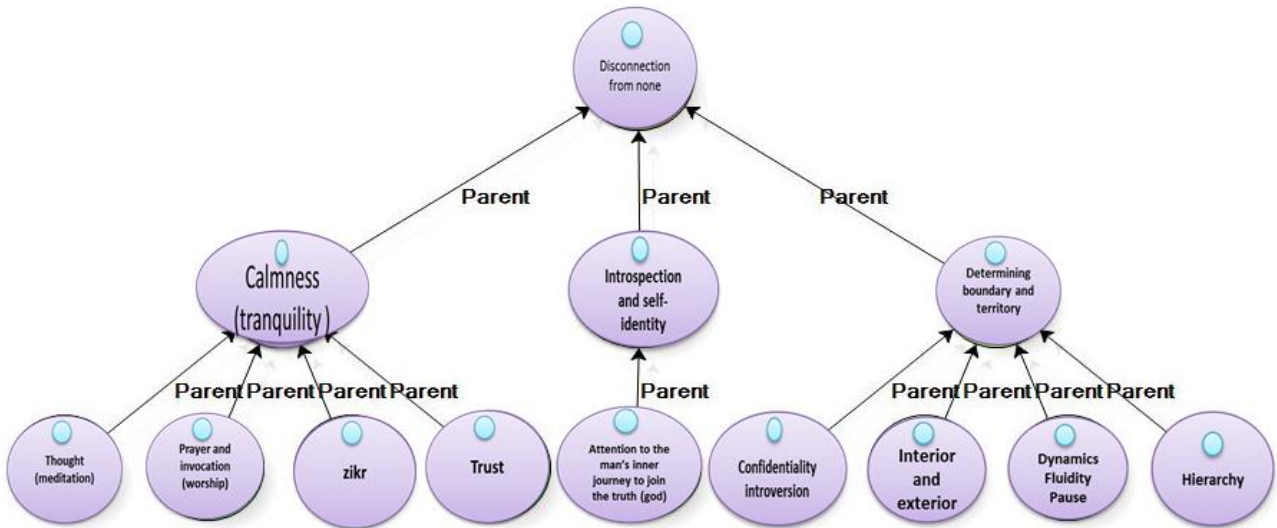 Disconnection
from none
Parent
Parent
Parent
Calmness
(tranquility)
Introspection
and self-
identity
Determining
boundary and
territory
Parent
Parent
Parent
Parent
Parent
Parent
Parent
Parent
Parent
Thought
(meditation)
Prayer and
invocation
(worship)
zikr
Trust
Attention to the
man's inner
journey to join
the truth (god)
Confidentiality
introversion
Interior
and
exterior
Dynamics
Fluidity
Pause
Hierarchy